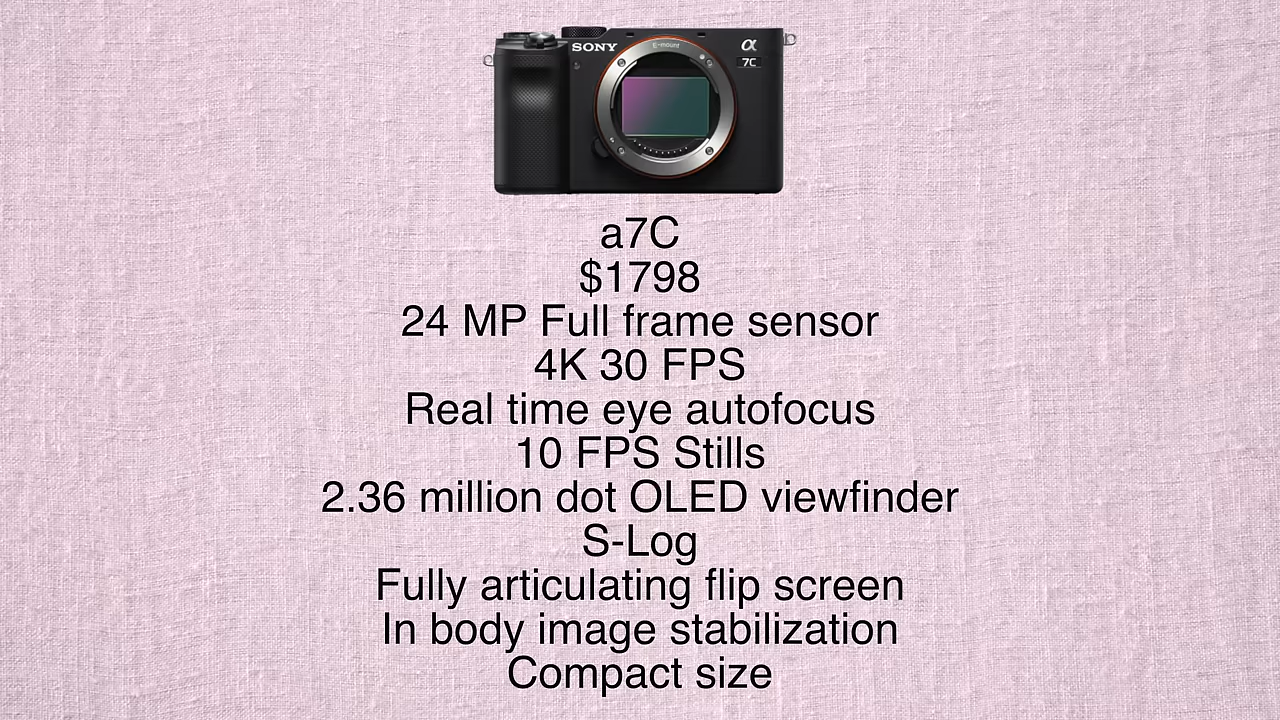 SONY
E-mount
α
7C
a7C
$1798
24 MP Full frame sensor
4K 30 FPS
Real time eye autofocus
10 FPS Stills
2.36 million dot OLED viewfinder
S-Log
Fully articulating flip screen
In body image stabilization
Compact size